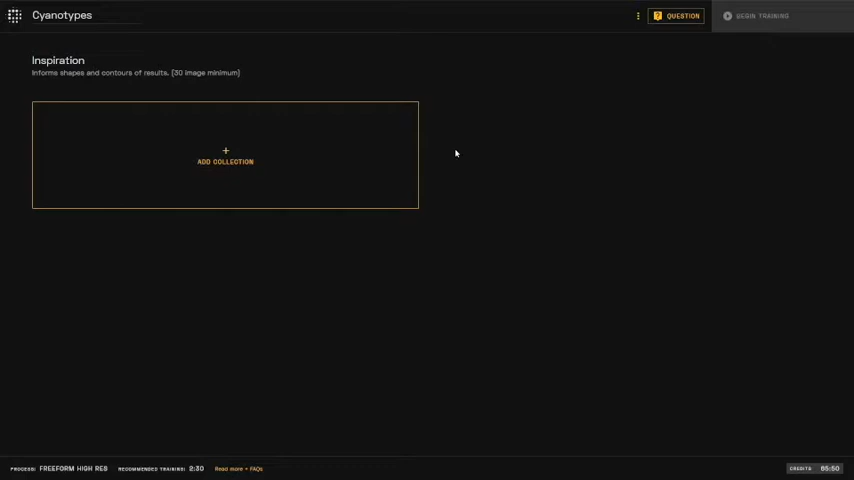 Cyanotypes
QUESTION
BEGIN TRAINING
Inspiration
Informs shapes and contours of results. [30 image minimum]
+
ADD COLLECTION
PROCESS: FREEFORM HIGH RES
RECOMMENDED TRAINING: 2:30
Read more + FAQs
CREDITS 65:50